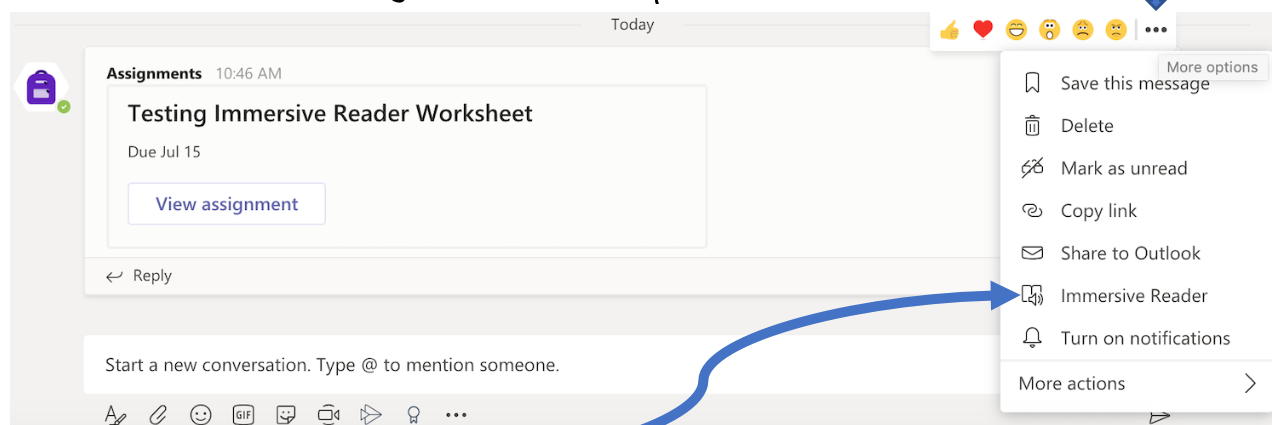 Today
More options
Assignments 10:46 AM
Testing Immersive Reader Worksheet
Due Jul 15
View assignment
Reply
Start a new conversation. Type @ to mention someone.
GIF
Save this message
Delete
Mark as unread
Copy link
Share to Outlook
Immersive Reader
Turn on notifications
More actions